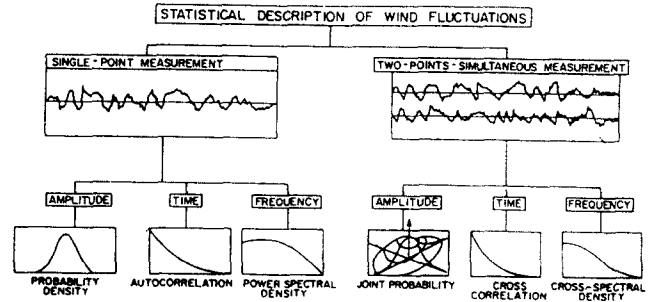 STATISTICAL DESCRIPTION OF WIND FLUCTUATIONS
SINGLE-POINT MEASUREMENT
TWO-POINTS-SIMULTANEOUS MEASUREMENT
AMPLITUDE
TIME
FREQUENCY
AMPLITUDE
TIME
FREQUENCY
PROBABILITY
DENSITY
AUTOCORRELATION
POWER SPECTRAL
DENSITY
JOINT PROBABILITY
CROSS
CORRELATION
CROSS-SPECTRAL
DENSITY